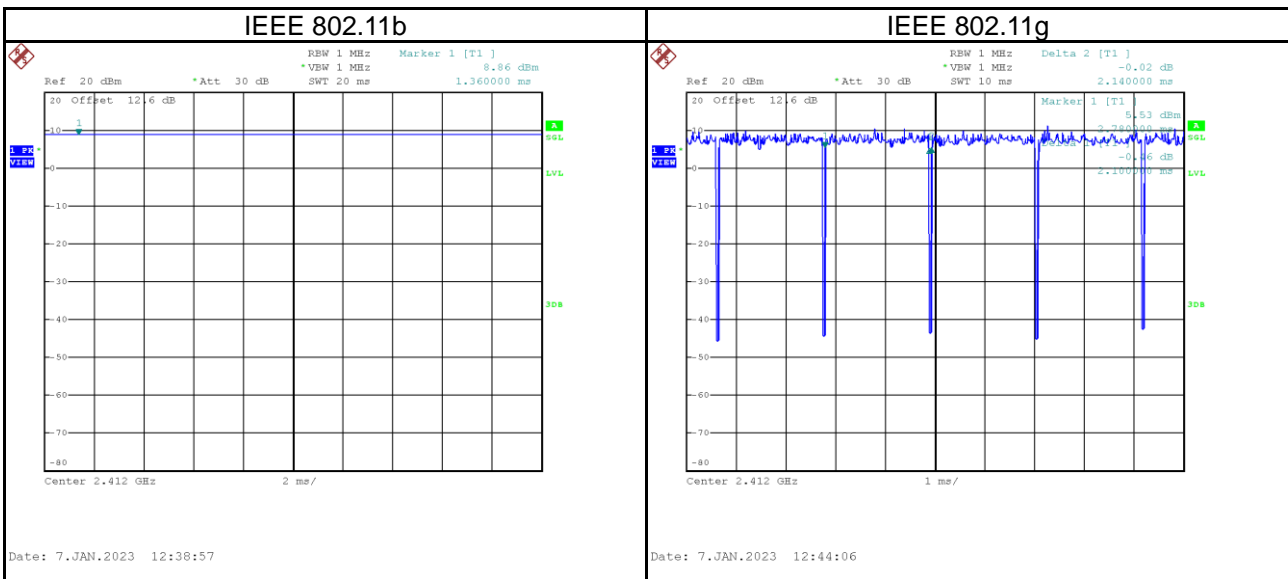 IEEE 802.11b
RBW 1 MHz Marker 1 [T1 ]
*VBW 1 MHz 8.86 dBm
Ref 20 dBm *Att 30 dB SWT 20 ms 1.360000 ms
20 Offset 12.6 dB
1
10
0
-10
-20
-30
-40
-50
-60
-70
-80
1 PK
VIEW
*
A
SGL
LVL
3DB
Center 2.412 GHz 2 ms/
Date: 7.JAN.2023 12:38:57
IEEE 802.11g
RBW 1 MHz Delta 2 [T1 ]
*VBW 1 MHz -0.02 dB
Ref 20 dBm *Att 30 dB SWT 10 ms 2.140000 ms
20 Offset 12.6 dB
Marker 1 [T1 ]
5.53 dBm
10
0
-10
-20
-30
-40
-50
-60
-70
-80
1 PK
VIEW
*
dB
ms
A
SGL
LVL
3DB
Center 2.412 GHz 1 ms/
Date: 7.JAN.2023 12:44:06